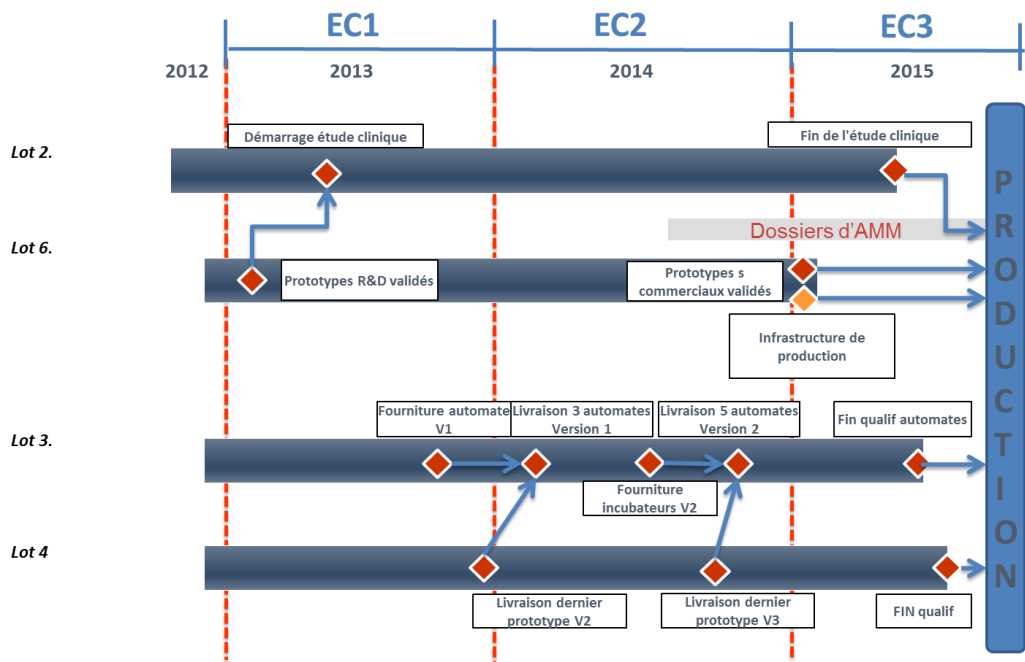 EC1
EC2
EC3
2012
2013
2014
2015
Démarrage étude clinique
Fin de l'étude clinique
Lot 2.
Dossiers d'AMM
Lot 6.
Prototypes R&D validés
Prototypes s
commerciaux validés
Infrastructure de
production
Fourniture automate
V1
Livraison 3 automates
Version 1
Livraison 5 automates
Version 2
Fin qualif automates
Lot 3.
Fourniture
incubateurs V2
Lot 4
Livraison dernier
prototype V2
Livraison dernier
prototype V3
FIN qualif
PRODUCTION